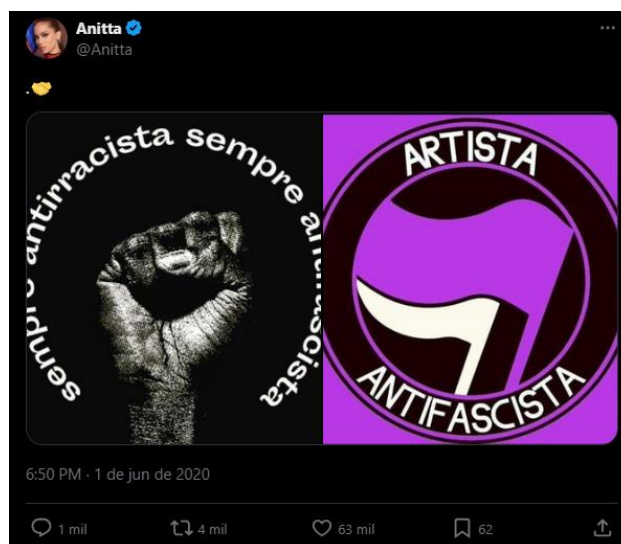 Anitta
@Anitta
.🤝
sempre antirracista sempre antifascista
ARTISTA
ANTIFASCISTA
6:50 PM · 1 de jun de 2020
1 mil
4 mil
63 mil
62